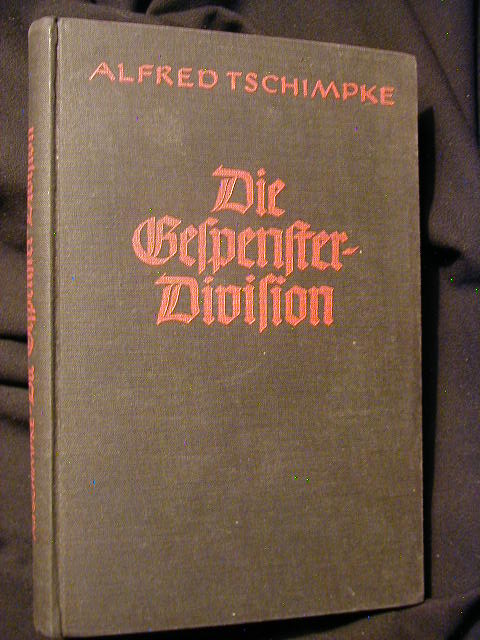 ALFRED TSCHIMPKE
Die
Geſpenſter-
Diviſion